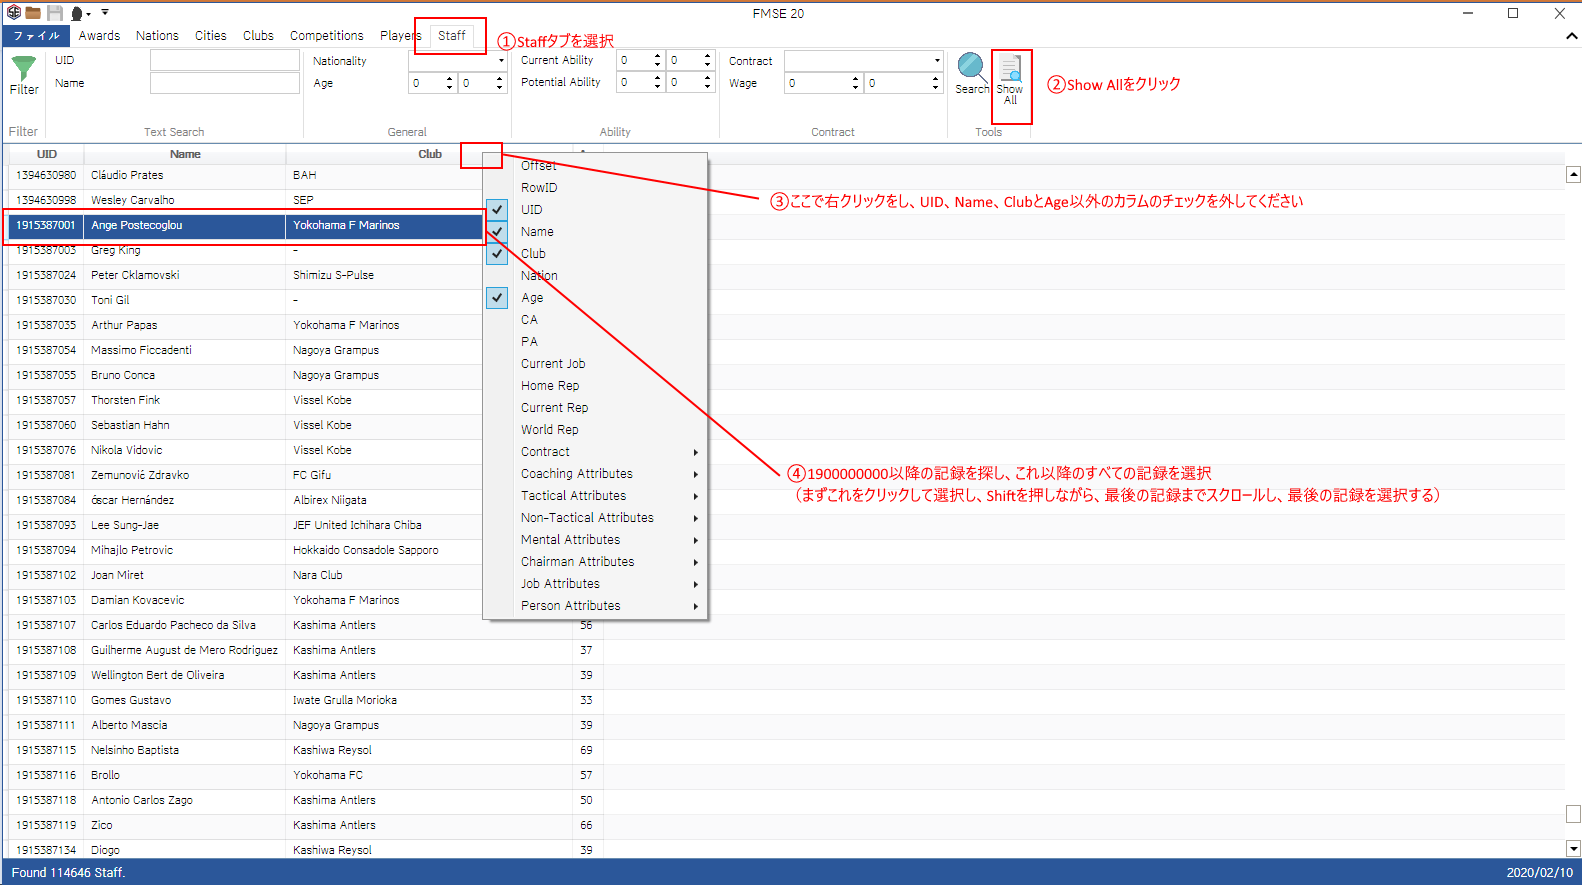 FMSE 20
ファイル Awards Nations Cities Clubs Competitions Players Staff
①Staffタブを選択
UID
Name
Nationality
Age 0 0
Current Ability 0 0
Potential Ability 0 0
Contract
Wage 0 0
Filter
Search
Show
All
②Show Allをクリック
Filter Text Search General Ability Contract Tools
UID Name Club
1394630980 Cláudio Prates BAH
1394630998 Wesley Carvalho SEP
1915387001 Ange Postecoglou Yokohama F Marinos
1915387003 Greg King -
1915387024 Peter Cklamovski Shimizu S-Pulse
1915387030 Toni Gil -
1915387035 Arthur Papas Yokohama F Marinos
1915387054 Massimo Ficcadenti Nagoya Grampus
1915387055 Bruno Conca Nagoya Grampus
1915387057 Thorsten Fink Vissel Kobe
1915387060 Sebastian Hahn Vissel Kobe
1915387076 Nikola Vidovic Vissel Kobe
1915387081 Zemunović Zdravko FC Gifu
1915387084 óscar Hernández Albirex Niigata
1915387093 Lee Sung-Jae JEF United Ichihara Chiba
1915387094 Mihajlo Petrovic Hokkaido Consadole Sapporo
1915387102 Joan Miret Nara Club
1915387103 Damian Kovacevic Yokohama F Marinos
1915387107 Carlos Eduardo Pacheco da Silva Kashima Antlers 56
1915387108 Guilherme August de Mero Rodriguez Kashima Antlers 37
1915387109 Wellington Bert de Oliveira Kashima Antlers 39
1915387110 Gomes Gustavo Iwate Grulla Morioka 33
1915387111 Alberto Mascia Nagoya Grampus 39
1915387115 Nelsinho Baptista Kashiwa Reysol 69
1915387116 Brollo Yokohama FC 57
1915387118 Antonio Carlos Zago Kashima Antlers 50
1915387119 Zico Kashima Antlers 66
1915387134 Diogo Kashiwa Reysol 39
Offset
RowID
UID
Name
Club
Nation
Age
CA
PA
Current Job
Home Rep
Current Rep
World Rep
Contract
Coaching Attributes
Tactical Attributes
Non-Tactical Attributes
Mental Attributes
Chairman Attributes
Job Attributes
Person Attributes
③ここで右クリックをし、UID、Name、ClubとAge以外のカラムのチェックを外してください
④1900000000以降の記録を探し、これ以降のすべての記録を選択
（まずこれをクリックして選択し、Shiftを押しながら、最後の記録までスクロールし、最後の記録を選択する）
Found 114646 Staff.
2020/02/10